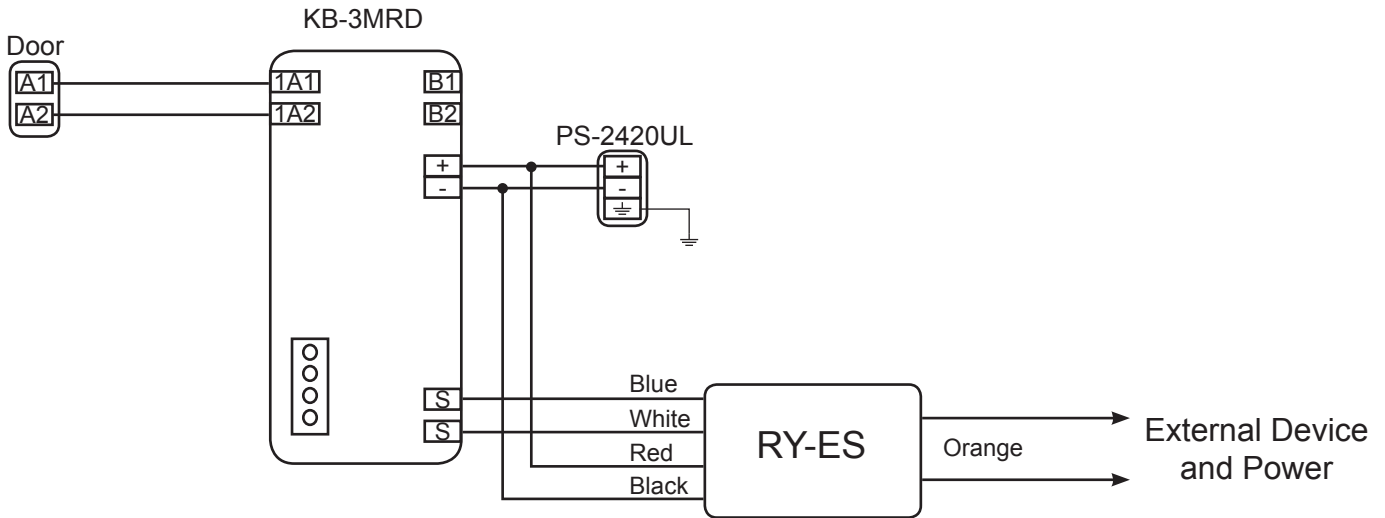 KB-3MRD
Door
A1
A2
1A1
1A2
B1
B2
+
-
PS-2420UL
+
-
S
S
Blue
White
Red
Black
RY-ES
Orange
External Device
and Power